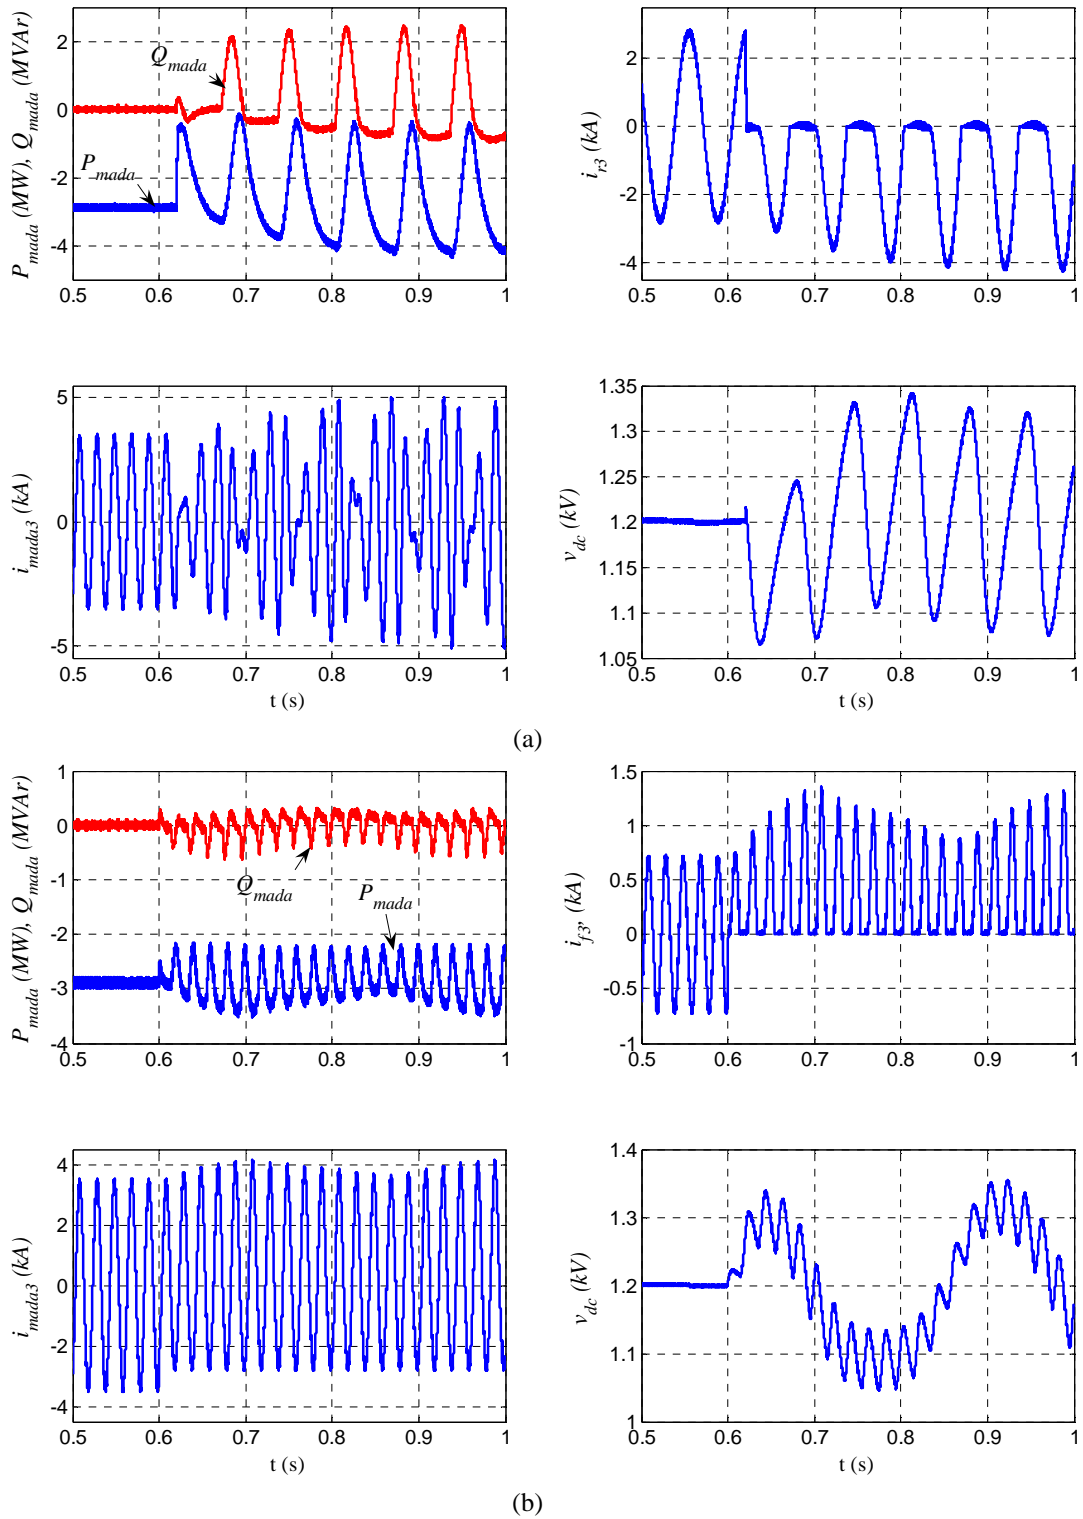 P_mada (MW), Q_mada (MVAr)
2
0
-2
-4
Q_mada
P_mada
0.5 0.6 0.7 0.8 0.9 1
i_r3 (kA)
2
0
-2
-4
0.5 0.6 0.7 0.8 0.9 1
i_mada3 (kA)
5
0
-5
0.5 0.6 0.7 0.8 0.9 1
t (s)
v_dc (kV)
1.35
1.3
1.25
1.2
1.15
1.1
1.05
0.5 0.6 0.7 0.8 0.9 1
t (s)
(a)
P_mada (MW), Q_mada (MVAr)
1
0
-1
-2
-3
-4
Q_mada
P_mada
0.5 0.6 0.7 0.8 0.9 1
i_f3, (kA)
1.5
1
0.5
0
-0.5
-1
0.5 0.6 0.7 0.8 0.9 1
i_mada3 (kA)
4
2
0
-2
-4
0.5 0.6 0.7 0.8 0.9 1
t (s)
v_dc (kV)
1.4
1.3
1.2
1.1
1
0.5 0.6 0.7 0.8 0.9 1
t (s)
(b)